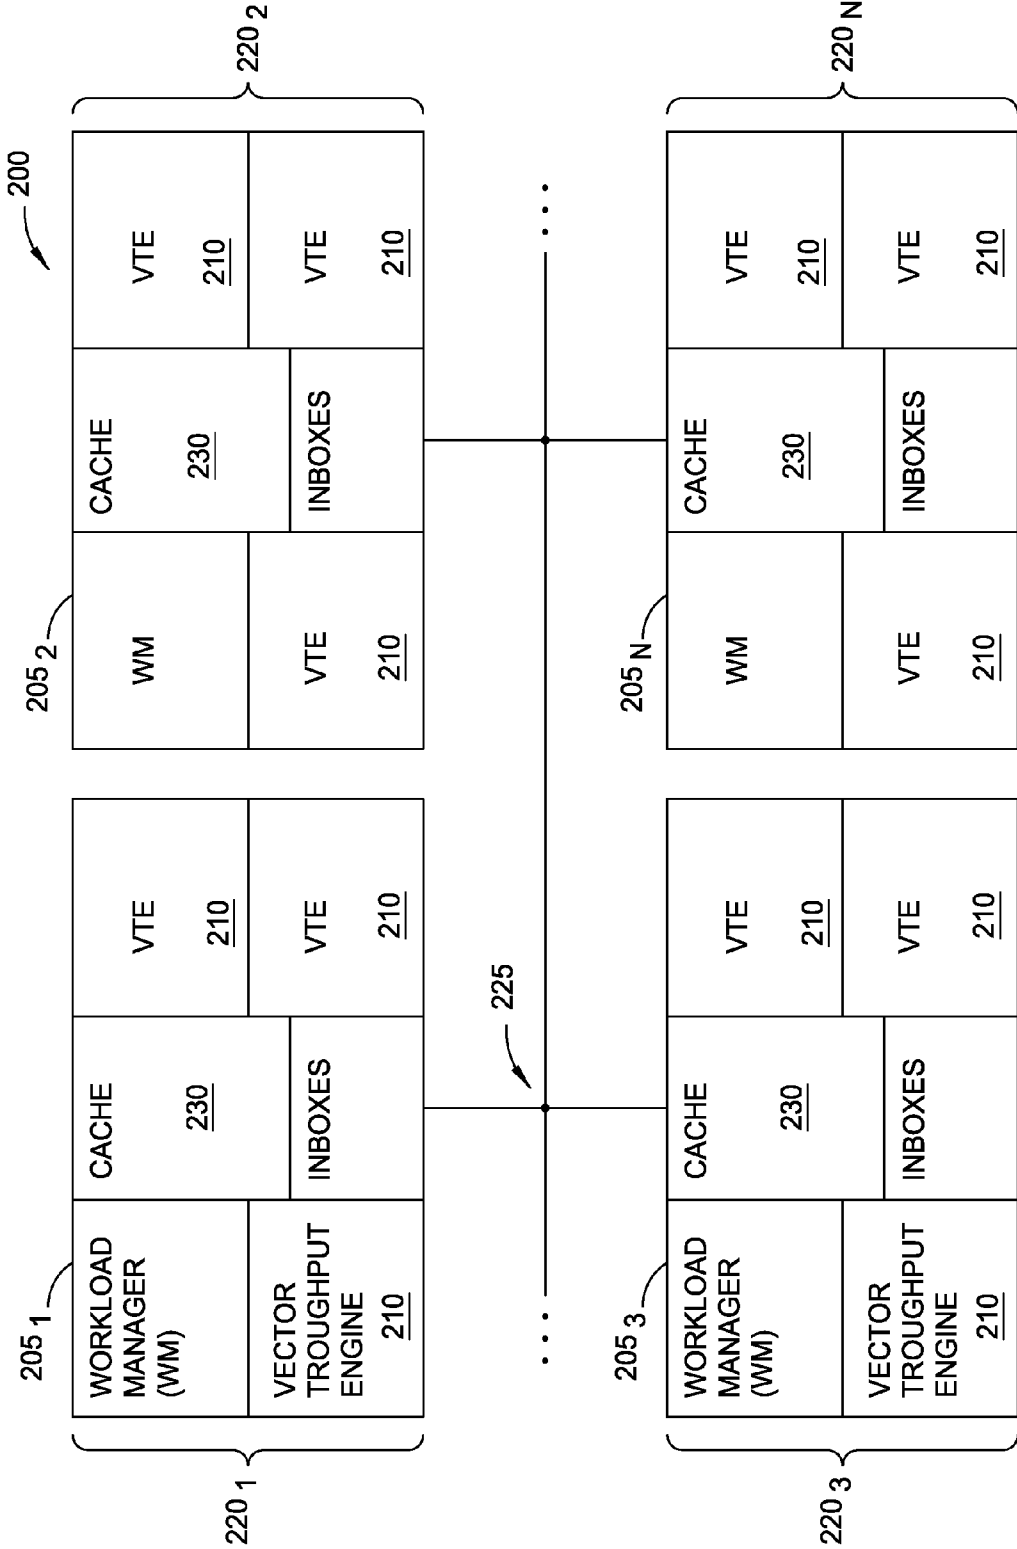 200
205 1
205 2
220 1
WORKLOAD
MANAGER
(WM)
CACHE
230
VTE
210
VECTOR
TROUGHPUT
ENGINE
210
INBOXES
VTE
210
WM
CACHE
230
VTE
210
VTE
210
INBOXES
VTE
210
220 2
...
225
...
205 3
205 N
220 3
WORKLOAD
MANAGER
(WM)
CACHE
230
VTE
210
VECTOR
TROUGHPUT
ENGINE
210
INBOXES
VTE
210
WM
CACHE
230
VTE
210
VTE
210
INBOXES
VTE
210
220 N